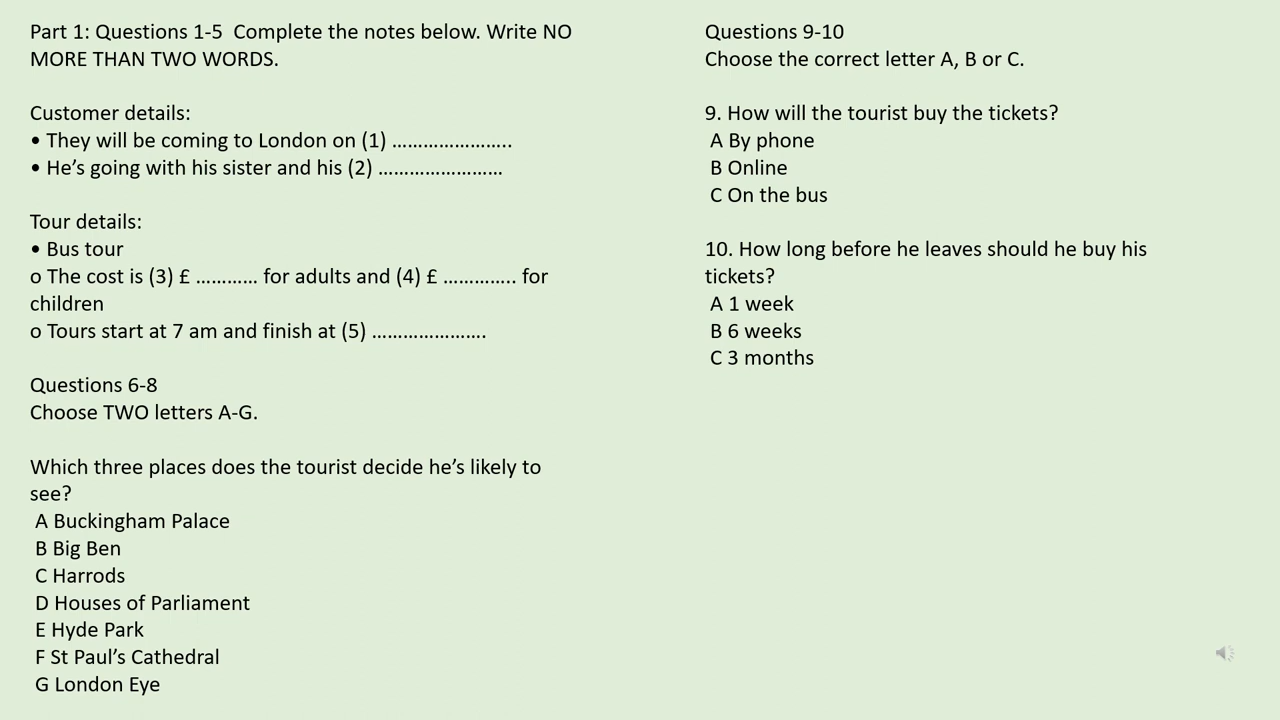 Part 1: Questions 1-5  Complete the notes below. Write NO
MORE THAN TWO WORDS.
Customer details:
• They will be coming to London on (1) …………………..
• He’s going with his sister and his (2) ……………………
Tour details:
• Bus tour
o The cost is (3) £ ………… for adults and (4) £ ………….. for
children
o Tours start at 7 am and finish at (5) ………………….
Questions 6-8
Choose TWO letters A-G.
Which three places does the tourist decide he’s likely to
see?
A Buckingham Palace
B Big Ben
C Harrods
D Houses of Parliament
E Hyde Park
F St Paul’s Cathedral
G London Eye
Questions 9-10
Choose the correct letter A, B or C.
9. How will the tourist buy the tickets?
A By phone
B Online
C On the bus
10. How long before he leaves should he buy his
tickets?
A 1 week
B 6 weeks
C 3 months